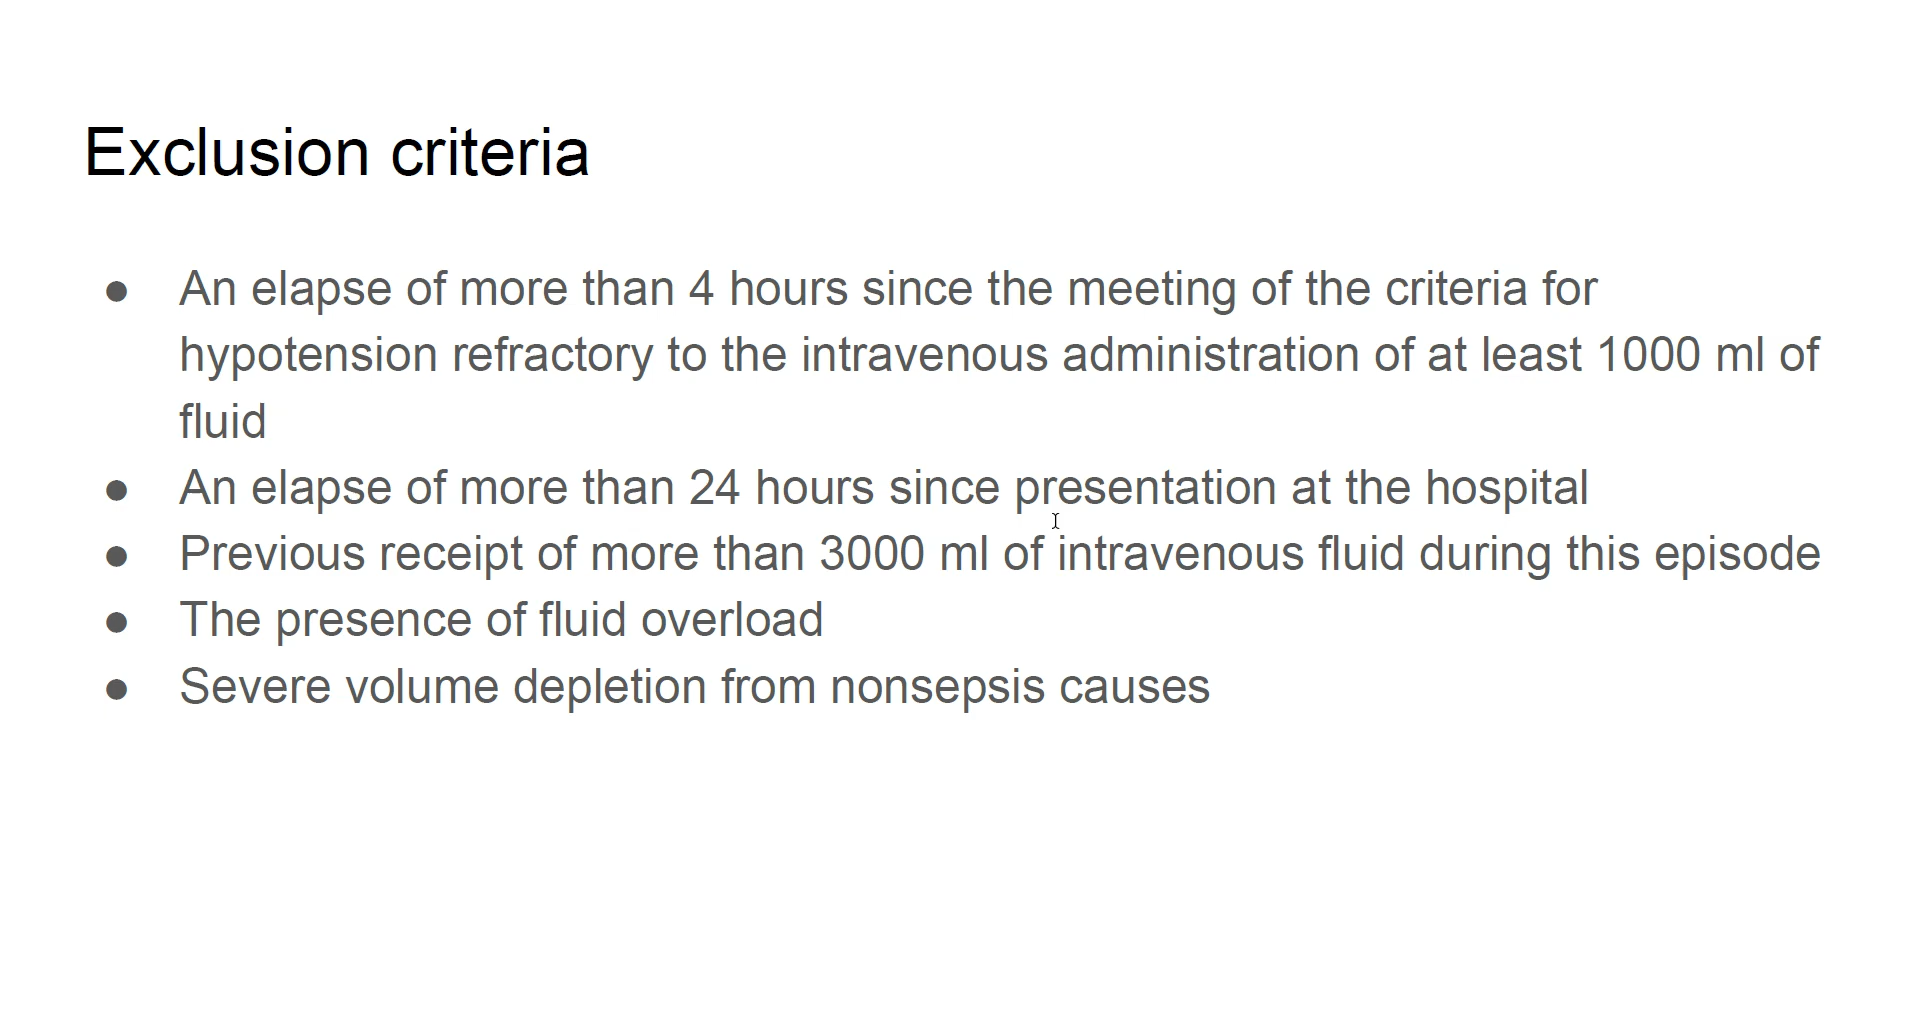 Exclusion criteria
● An elapse of more than 4 hours since the meeting of the criteria for
hypotension refractory to the intravenous administration of at least 1000 ml of
fluid
● An elapse of more than 24 hours since presentation at the hospital
● Previous receipt of more than 3000 ml of intravenous fluid during this episode
● The presence of fluid overload
● Severe volume depletion from nonsepsis causes